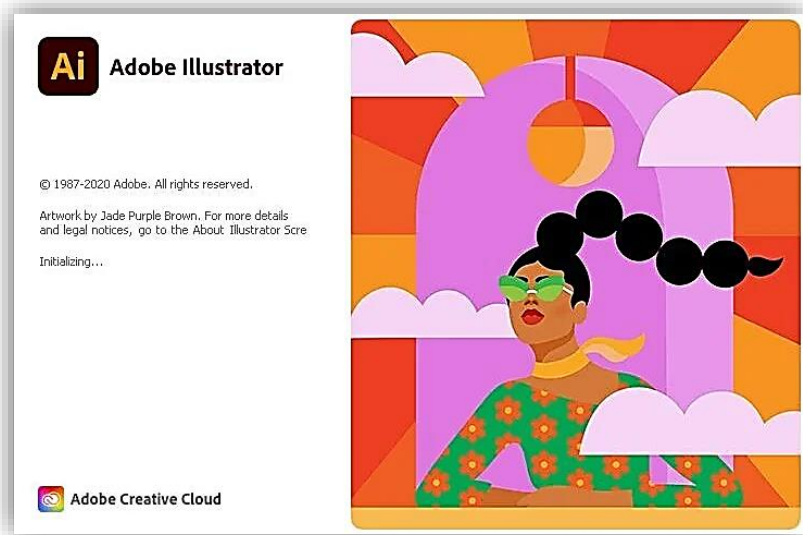 Ai Adobe Illustrator
© 1987-2020 Adobe. All rights reserved.
Artwork by Jade Purple Brown. For more details
and legal notices, go to the About Illustrator Scre
Initializing...
Adobe Creative Cloud